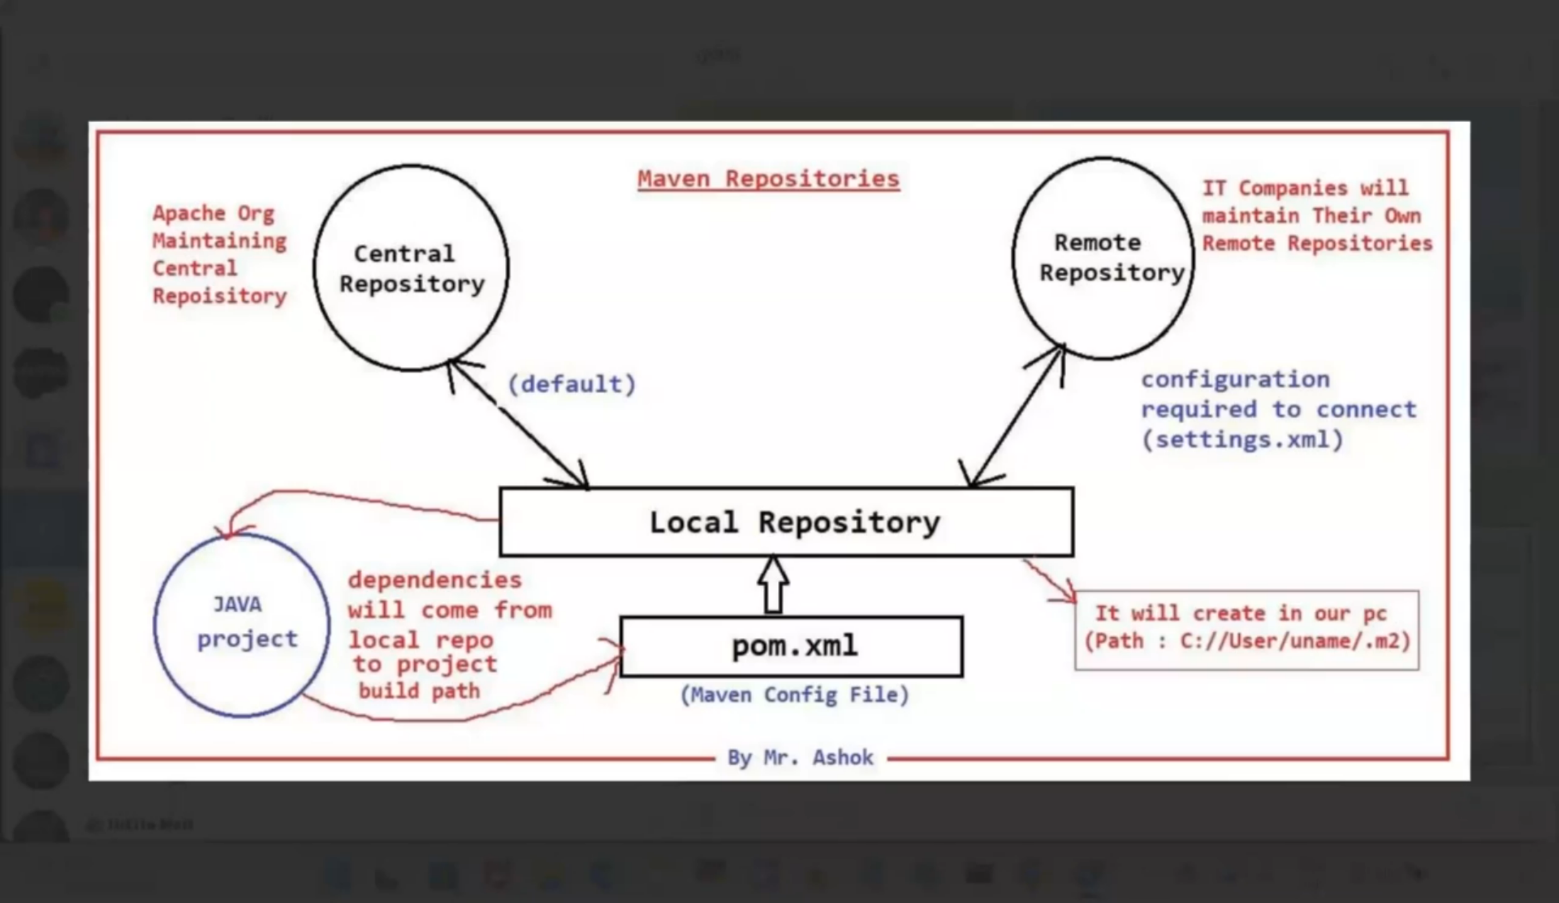 Maven Repositories
Apache Org
Maintaining
Central
Repoisitory
Central
Repository
Remote
Repository
IT Companies will
maintain Their Own
Remote Repositories
(default)
configuration
required to connect
(settings.xml)
Local Repository
JAVA
project
dependencies
will come from
local repo
to project
build path
pom.xml
(Maven Config File)
It will create in our pc
(Path : C://User/uname/.m2)
By Mr. Ashok